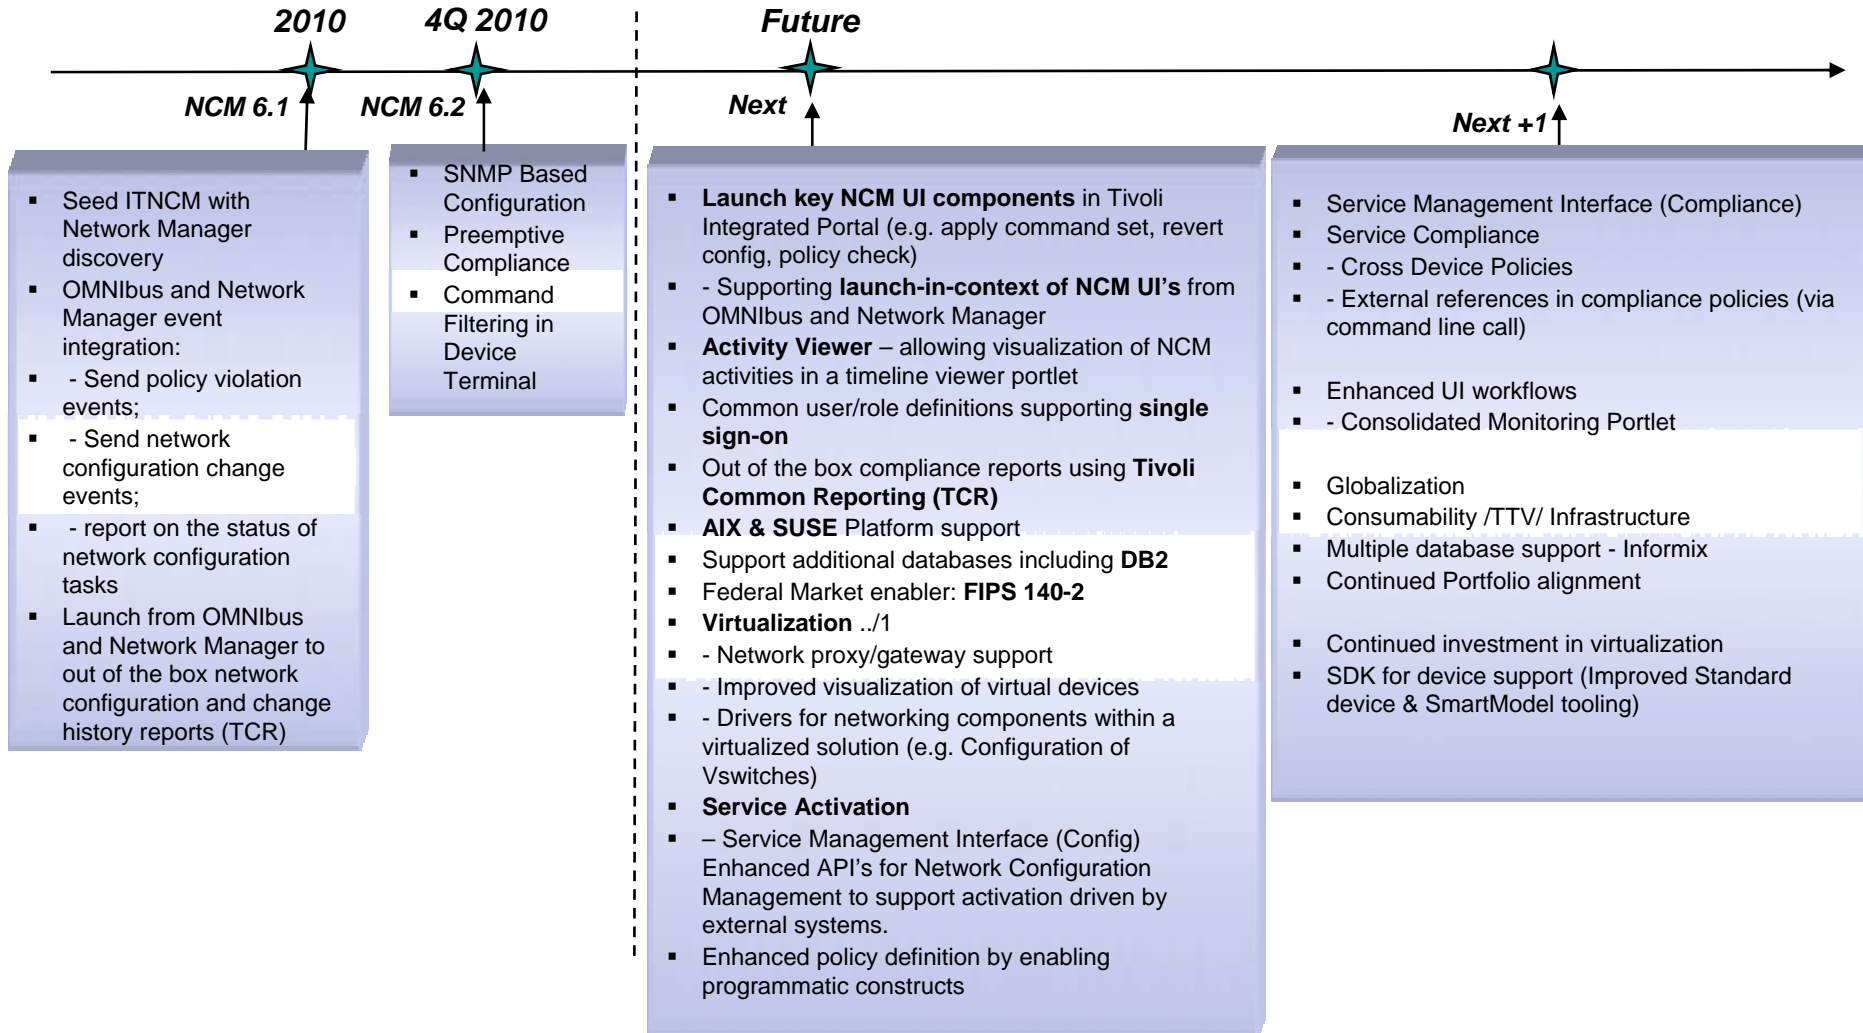 2010
4Q 2010
Future
NCM 6.1
NCM 6.2
Next
Next +1
▪ Seed ITNCM with
Network Manager
discovery
▪ OMNIbus and Network
Manager event
integration:
▪ - Send policy violation
events;
▪ - Send network
configuration change
events;
▪ - report on the status of
network configuration
tasks
▪ Launch from OMNIbus
and Network Manager to
out of the box network
configuration and change
history reports (TCR)
▪ SNMP Based
Configuration
▪ Preemptive
Compliance
▪ Command
Filtering in
Device
Terminal
▪ Launch key NCM UI components in Tivoli
Integrated Portal (e.g. apply command set, revert
config, policy check)
▪ - Supporting launch-in-context of NCM UI’s from
OMNIbus and Network Manager
▪ Activity Viewer – allowing visualization of NCM
activities in a timeline viewer portlet
▪ Common user/role definitions supporting single
sign-on
▪ Out of the box compliance reports using Tivoli
Common Reporting (TCR)
▪ AIX & SUSE Platform support
▪ Support additional databases including DB2
▪ Federal Market enabler: FIPS 140-2
▪ Virtualization ../1
▪ - Network proxy/gateway support
▪ - Improved visualization of virtual devices
▪ - Drivers for networking components within a
virtualized solution (e.g. Configuration of
Vswitches)
▪ Service Activation
▪ – Service Management Interface (Config)
Enhanced API’s for Network Configuration
Management to support activation driven by
external systems.
▪ Enhanced policy definition by enabling
programmatic constructs
▪ Service Management Interface (Compliance)
▪ Service Compliance
▪ - Cross Device Policies
▪ - External references in compliance policies (via
command line call)
▪ Enhanced UI workflows
▪ - Consolidated Monitoring Portlet
▪ Globalization
▪ Consumability /TTV/ Infrastructure
▪ Multiple database support - Informix
▪ Continued Portfolio alignment
▪ Continued investment in virtualization
▪ SDK for device support (Improved Standard
device & SmartModel tooling)